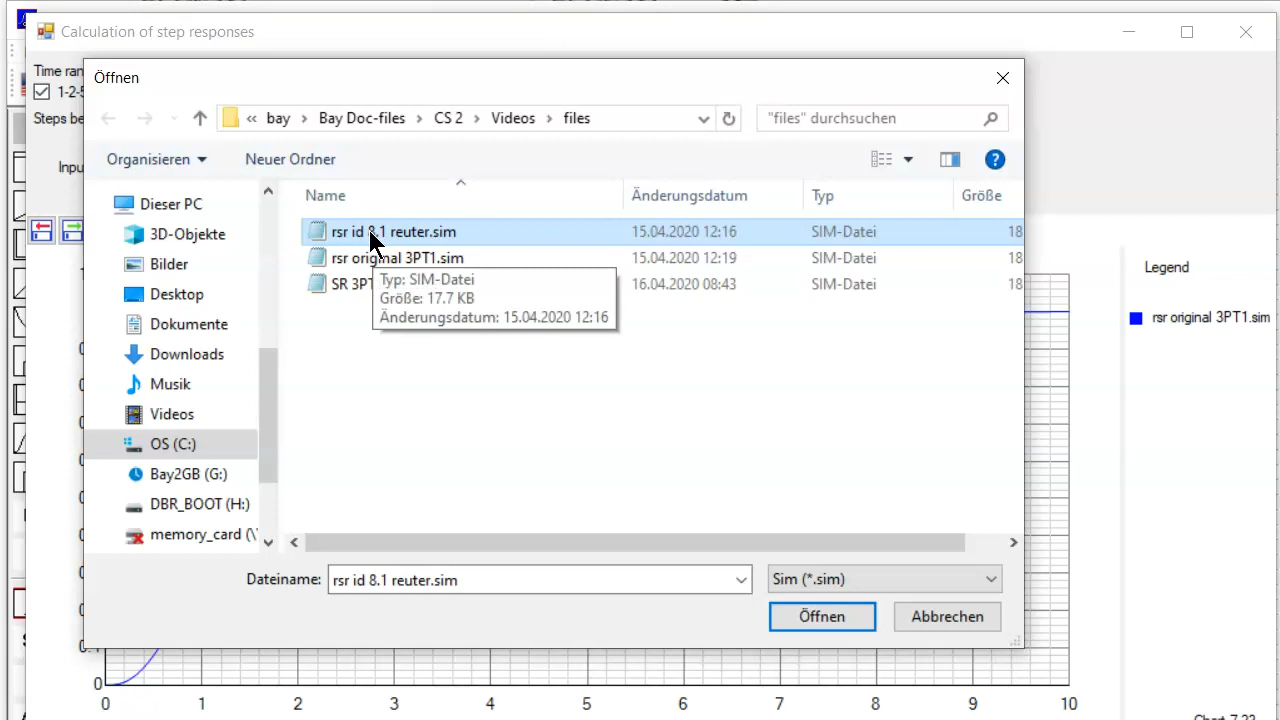 Calculation of step responses
Time ran
1-2-5
Steps be
Inpu
Öffnen
« bay > Bay Doc-files > CS 2 > Videos > files
"files" durchsuchen
Organisieren
Neuer Ordner
Name
Änderungsdatum
Typ
Größe
Dieser PC
3D-Objekte
Bilder
Desktop
Dokumente
Downloads
Musik
Videos
OS (C:)
Bay2GB (G:)
DBR_BOOT (H:)
memory_card (\\
rsr id 8.1 reuter.sim 15.04.2020 12:16 SIM-Datei 18
rsr original 3PT1.sim 15.04.2020 12:19 SIM-Datei 18
SR 3PT 16.04.2020 08:43 SIM-Datei 18
Typ: SIM-Datei
Größe: 17.7 KB
Änderungsdatum: 15.04.2020 12:16
Dateiname: rsr id 8.1 reuter.sim
Sim (*.sim)
Öffnen
Abbrechen
Legend
rsr original 3PT1.sim
0
0 1 2 3 4 5 6 7 8 9 10